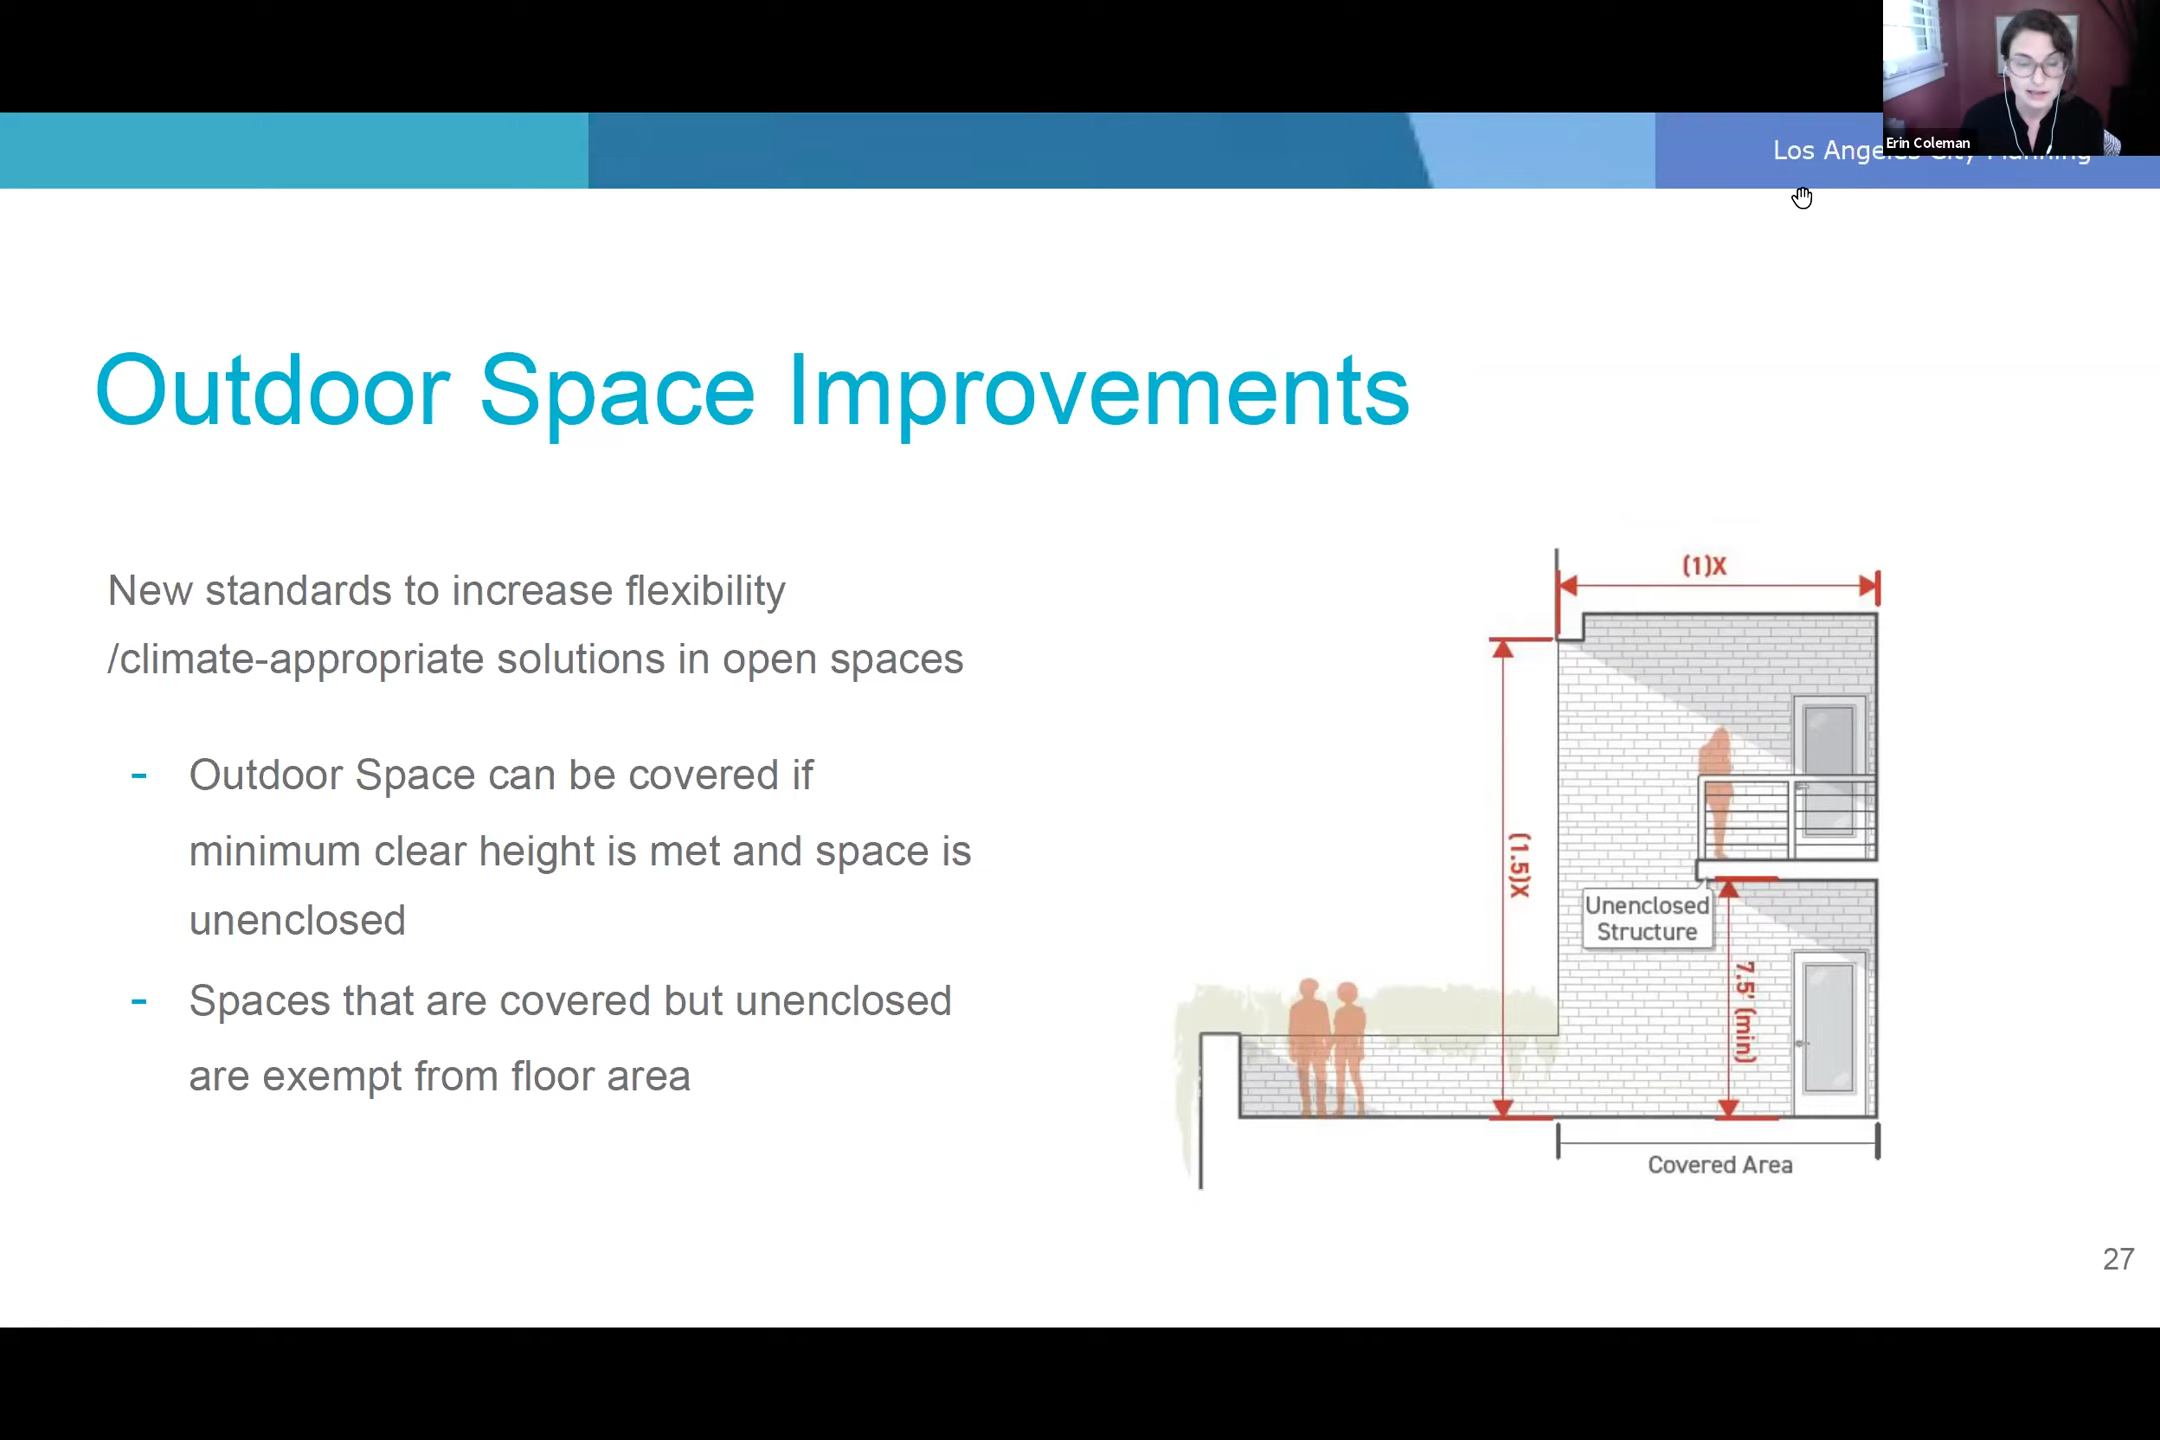 Erin Coleman
Los Angeles City Planning
Outdoor Space Improvements
New standards to increase flexibility
/climate-appropriate solutions in open spaces
- Outdoor Space can be covered if
minimum clear height is met and space is
unenclosed
- Spaces that are covered but unenclosed
are exempt from floor area
(1)X
(1.5)X
Unenclosed
Structure
7.5' (min)
Covered Area
27